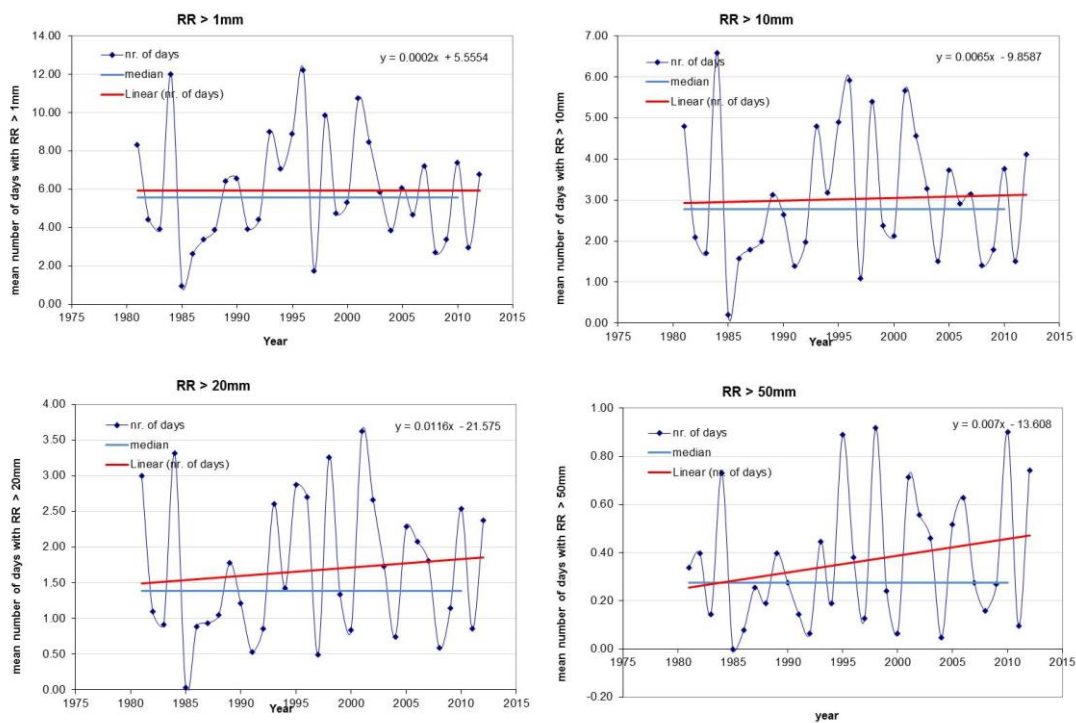 RR > 1mm
14.00
12.00
10.00
8.00
6.00
4.00
2.00
0.00
mean number of days with RR > 1mm
nr. of days
median
Linear (nr. of days)
y = 0.0002x + 5.5554
1975 1980 1985 1990 1995 2000 2005 2010 2015
Year
RR > 10mm
7.00
6.00
5.00
4.00
3.00
2.00
1.00
0.00
mean number of days with RR > 10mm
nr. of days
median
Linear (nr. of days)
y = 0.0065x - 9.8587
1975 1980 1985 1990 1995 2000 2005 2010 2015
Year
RR > 20mm
4.00
3.50
3.00
2.50
2.00
1.50
1.00
0.50
0.00
mean number of days with RR > 20mm
nr. of days
median
Linear (nr. of days)
y = 0.0116x - 21.575
1975 1980 1985 1990 1995 2000 2005 2010 2015
Year
RR > 50mm
1.00
0.80
0.60
0.40
0.20
0.00
-0.20
mean number of days with RR > 50mm
nr. of days
median
Linear (nr. of days)
y = 0.007x - 13.608
1975 1980 1985 1990 1995 2000 2005 2010 2015
year